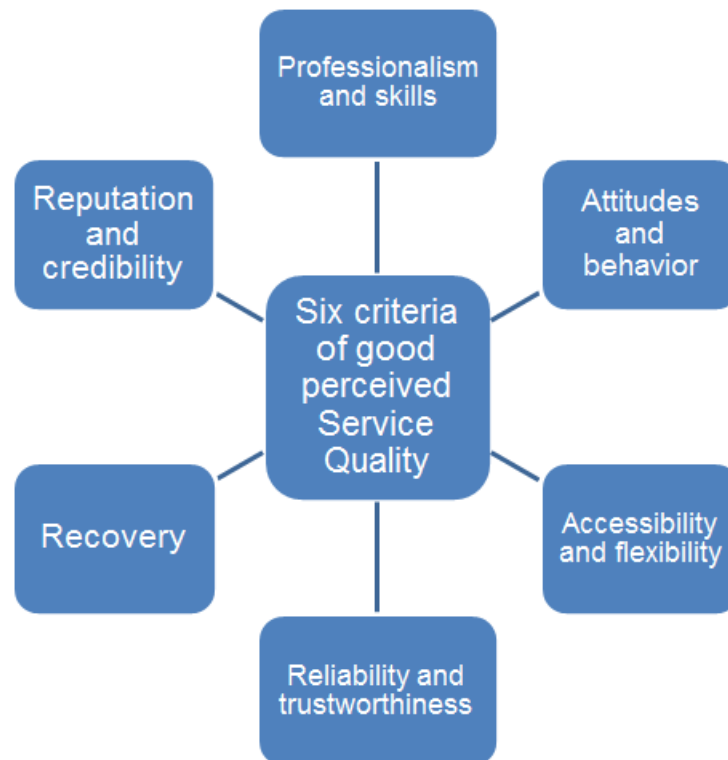 Professionalism
and skills
Reputation
and
credibility
Attitudes
and
behavior
Six criteria
of good
perceived
Service
Quality
Recovery
Accessibility
and flexibility
Reliability and
trustworthiness